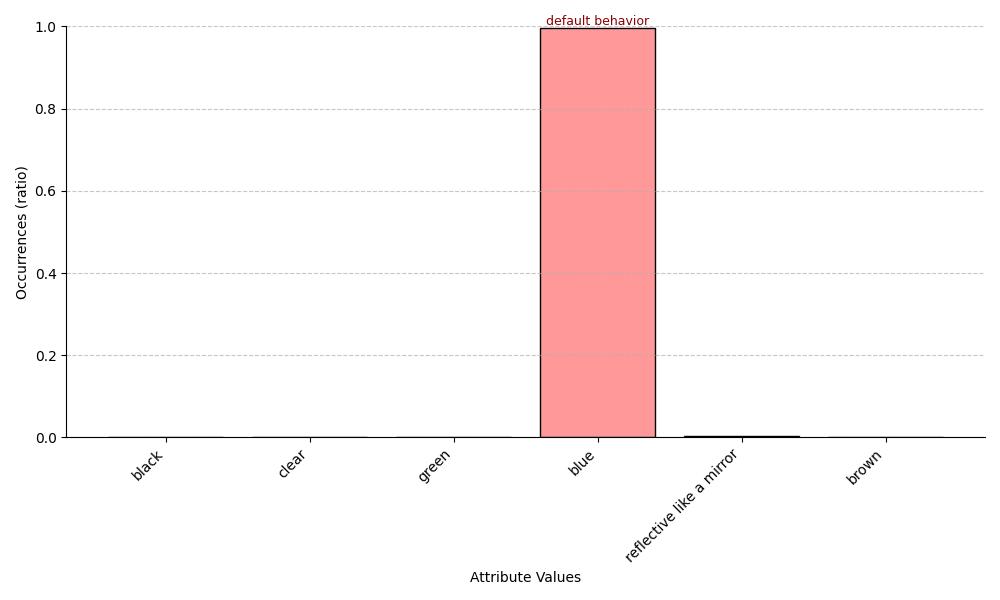 default behavior
1.0
0.8
0.6
0.4
0.2
0.0
Occurrences (ratio)
black
clear
green
blue
reflective like a mirror
brown
Attribute Values